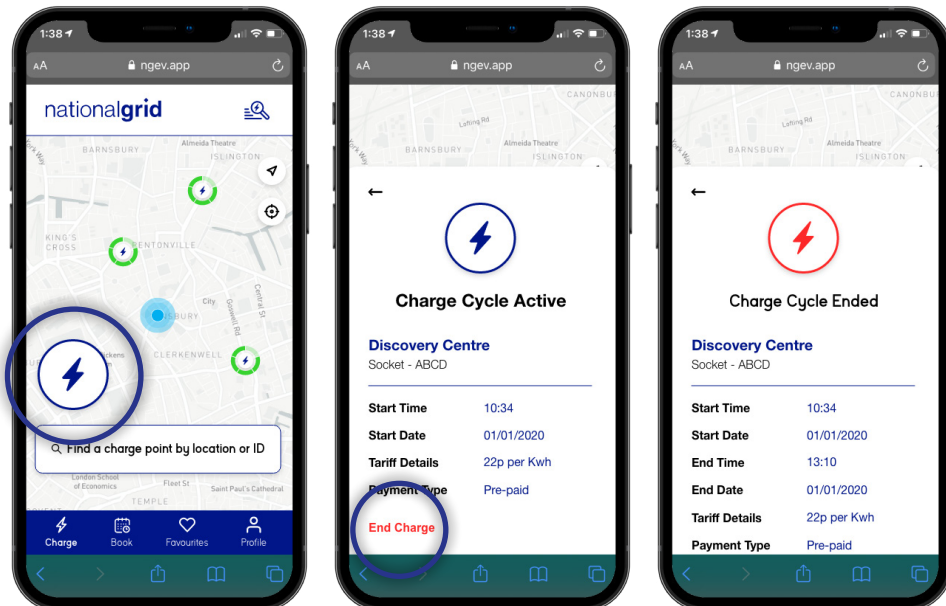 1:38
AA ngev.app
nationalgrid
Almeida Theatre
BARNSBURY
ISLINGTON
KING'S
CROSS
PENTONVILLE
City
Goswell Rd
Central St
CLERKENWELL
Find a charge point by location or ID
London School
of Economics
Fleet St
Saint Paul's Cathedral
TEMPLE
Charge
Book
Favourites
Profile
1:38
AA ngev.app
CANONBU
Lofting Rd
BARNSBURY
Almeida Theatre
ISLINGTON
Charge Cycle Active
Discovery Centre
Socket - ABCD
Start Time 10:34
Start Date 01/01/2020
Tariff Details 22p per Kwh
Payment Type Pre-paid
End Charge
1:38
AA ngev.app
CANONBU
Lofting Rd
BARNSBURY
Almeida Theatre
ISLINGTON
Charge Cycle Ended
Discovery Centre
Socket - ABCD
Start Time 10:34
Start Date 01/01/2020
End Time 13:10
End Date 01/01/2020
Tariff Details 22p per Kwh
Payment Type Pre-paid